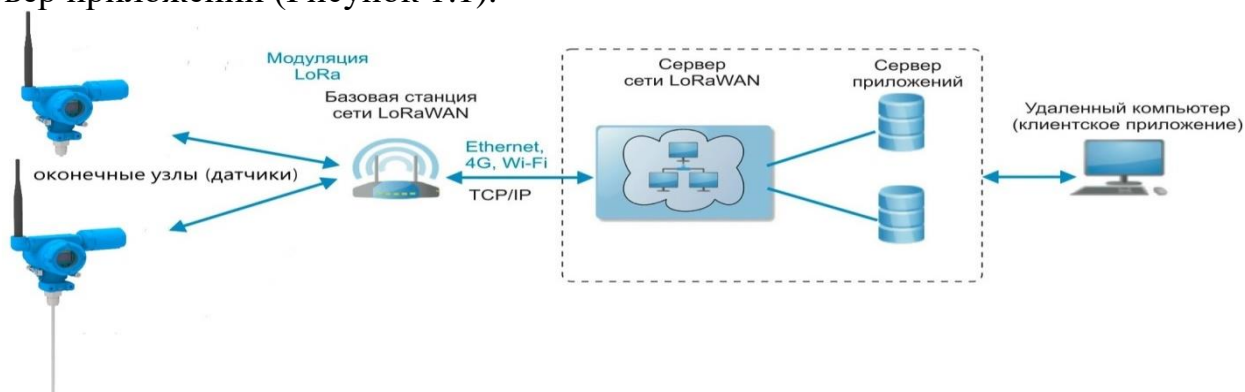 вер приложений (Рисунок 1.1).
Модуляция
LoRa
Базовая станция
сети LoRaWAN
оконечные узлы (датчики)
Ethernet,
4G, Wi-Fi
TCP/IP
Сервер
сети LoRaWAN
Сервер
приложений
Удаленный компьютер
(клиентское приложение)